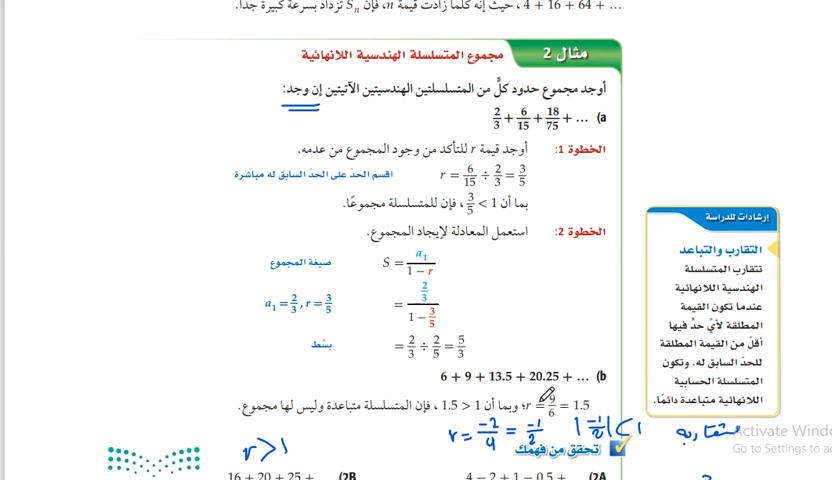 4 + 16 + 64 + … ، حيث إنه كلما زادت قيمة n، فإن Sn تزداد بسرعة كبيرة جدًّا.
مثال 2 مجموع المتسلسلة الهندسية اللانهائية
أوجد مجموع حدود كلٍّ من المتسلسلتين الهندسيتين الآتيتين إن وجد:
(a 2/3 + 6/15 + 18/75 + …
الخطوة 1: أوجد قيمة r للتأكد من وجود المجموع من عدمه.
r = 6/15 ÷ 2/3 = 3/5 اقسم الحدّ على الحدّ السابق له مباشرة
بما أن 3/5 < 1، فإن للمتسلسلة مجموعًا.
الخطوة 2: استعمل المعادلة لإيجاد المجموع.
صيغة المجموع S = a1/(1 − r)
a1 = 2/3, r = 3/5 = (2/3)/(1 − 3/5)
بسّط = 2/3 ÷ 2/5 = 5/3
(b 6 + 9 + 13.5 + 20.25 + …
r = 9/6 = 1.5؛ وبما أن 1.5 > 1 ، فإن المتسلسلة متباعدة وليس لها مجموع.
إرشادات للدراسة
التقارب والتباعد
تتقارب المتسلسلة
الهندسية اللانهائية
عندما تكون القيمة
المطلقة لأيّ حدٍّ فيها
أقلّ من القيمة المطلقة
للحدّ السابق له. وتكون
المتسلسلة الحسابية
اللانهائية متباعدة دائمًا.
r = -2/4 = -1/2 |-1/2| < 1 متقاربه
r > 1
تحقق من فهمك
(2A 4 − 2 + 1 − 0.5 +
(2B 16 + 20 + 25 +
Activate Wind
Go to Settings to a